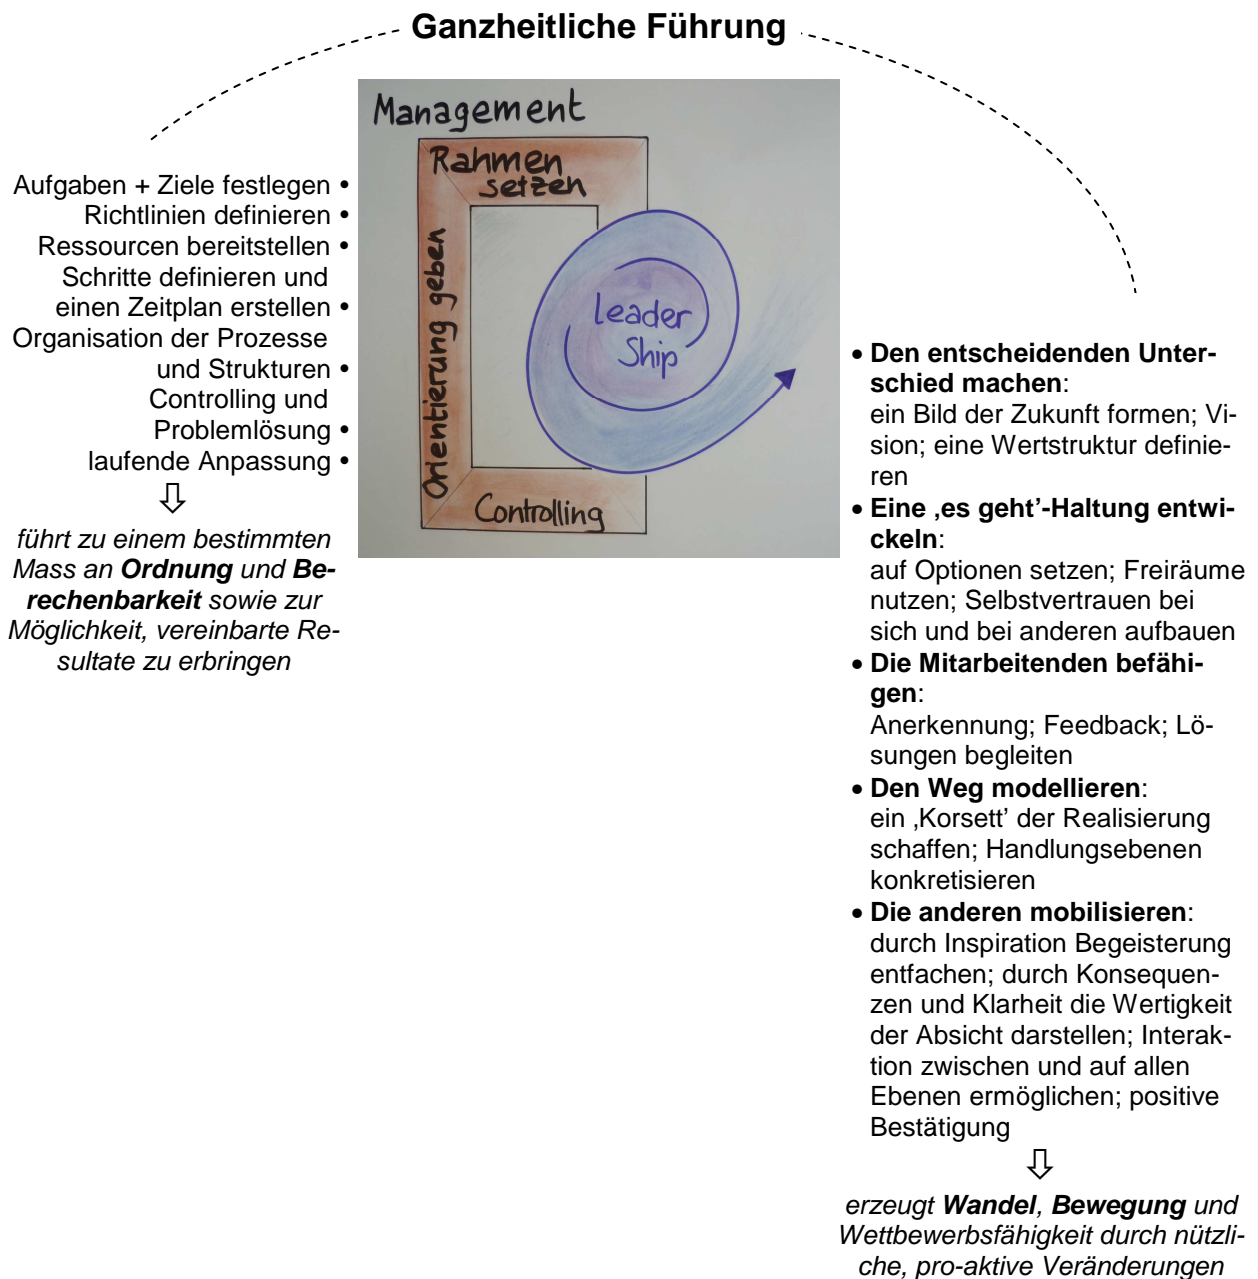 Ganzheitliche Führung
Management
Rahmen
setzen
Orientierung geben
Controlling
Leader
Ship
Aufgaben + Ziele festlegen •
Richtlinien definieren •
Ressourcen bereitstellen •
Schritte definieren und
einen Zeitplan erstellen •
Organisation der Prozesse
und Strukturen •
Controlling und
Problemlösung •
laufende Anpassung •
führt zu einem bestimmten
Mass an Ordnung und Be-
rechenbarkeit sowie zur
Möglichkeit, vereinbarte Re-
sultate zu erbringen
• Den entscheidenden Unter-
schied machen:
ein Bild der Zukunft formen; Vi-
sion; eine Wertstruktur definie-
ren
• Eine ‚es geht’-Haltung entwi-
ckeln:
auf Optionen setzen; Freiräume
nutzen; Selbstvertrauen bei
sich und bei anderen aufbauen
• Die Mitarbeitenden befähi-
gen:
Anerkennung; Feedback; Lö-
sungen begleiten
• Den Weg modellieren:
ein ‚Korsett’ der Realisierung
schaffen; Handlungsebenen
konkretisieren
• Die anderen mobilisieren:
durch Inspiration Begeisterung
entfachen; durch Konsequen-
zen und Klarheit die Wertigkeit
der Absicht darstellen; Interak-
tion zwischen und auf allen
Ebenen ermöglichen; positive
Bestätigung
erzeugt Wandel, Bewegung und
Wettbewerbsfähigkeit durch nützli-
che, pro-aktive Veränderungen